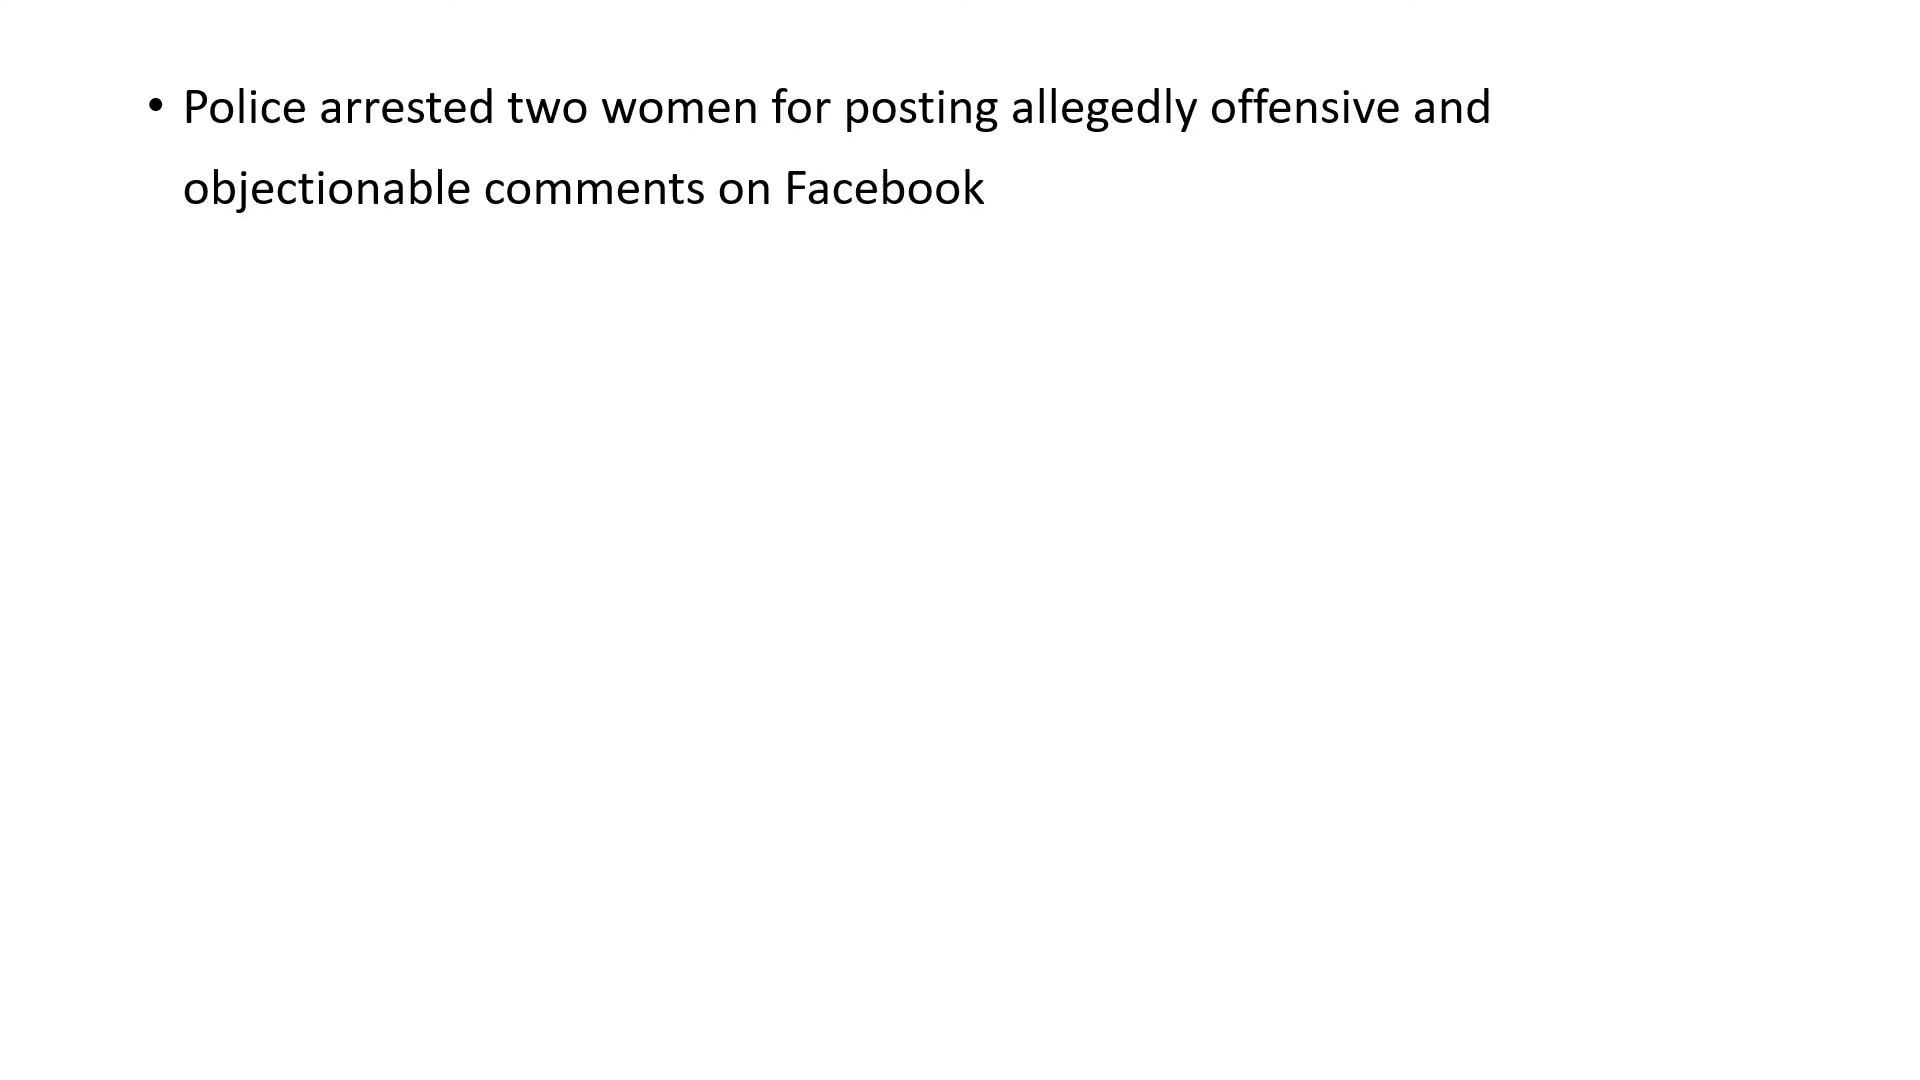 • Police arrested two women for posting allegedly offensive and
objectionable comments on Facebook